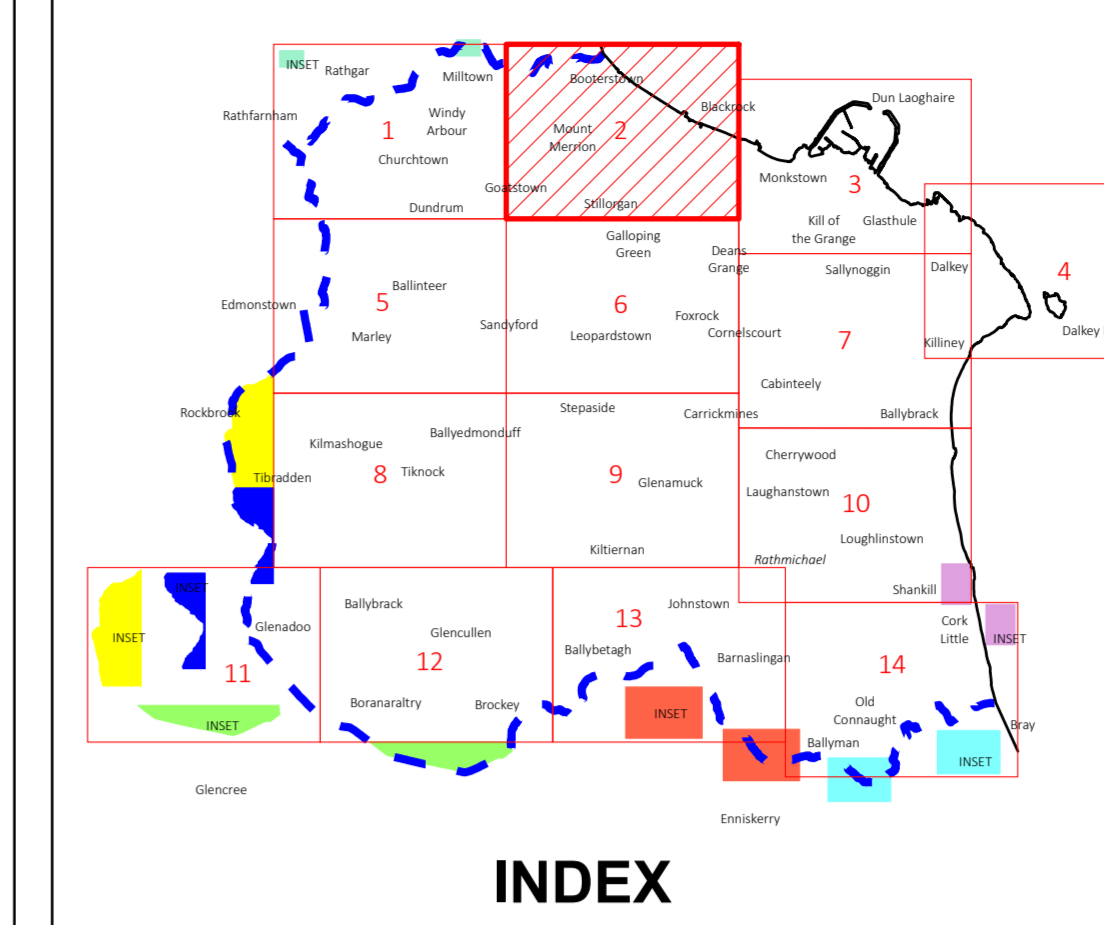 INSET
Rathgar
Milltown
Booterstown
Dun Laoghaire
Blackrock
Rathfarnham
Windy
Arbour
1
Mount
Merrion
2
Churchtown
Goatstown
Stillorgan
Dundrum
Monkstown
3
Kill of
the Grange
Glasthule
Galloping
Green
Deans
Grange
Sallynoggin
Dalkey
4
Dalkey
Edmonstown
5
Ballinteer
Marley
Sandyford
6
Leopardstown
Foxrock
Cornelscourt
7
Killiney
Cabinteely
Ballybrack
Rockbrook
Tibradden
Kilmashogue
Ballyedmonduff
8
Tiknock
Stepaside
Carrickmines
9
Glenamuck
Kiltiernan
Cherrywood
Laughanstown
10
Loughlinstown
Rathmichael
Shankill
INSET
INSET
Glenadoo
11
INSET
Ballybrack
Glencullen
12
Boranaraltry
Brockey
13
Johnstown
Ballybetagh
Barnaslingan
INSET
Cork
Little
INSET
14
Old
Connaught
Ballyman
Bray
INSET
Glencree
Enniskerry
INDEX